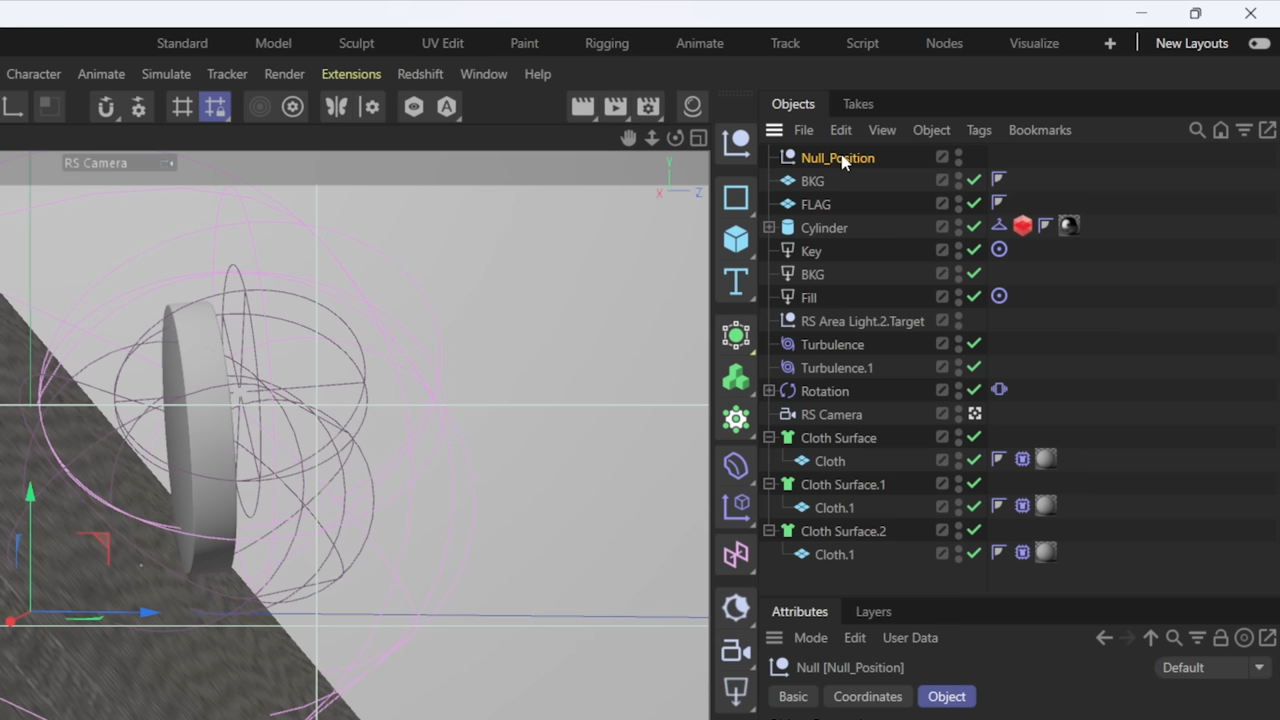 Standard Model Sculpt UV Edit Paint Rigging Animate Track Script Nodes Visualize + New Layouts
Character Animate Simulate Tracker Render Extensions Redshift Window Help
Objects Takes
File Edit View Object Tags Bookmarks
RS Camera
Y
X Z
Null_Position
BKG
FLAG
Cylinder
Key
BKG
Fill
RS Area Light.2.Target
Turbulence
Turbulence.1
Rotation
RS Camera
Cloth Surface
Cloth
Cloth Surface.1
Cloth.1
Cloth Surface.2
Cloth.1
Attributes Layers
Mode Edit User Data
Null [Null_Position] Default
Basic Coordinates Object